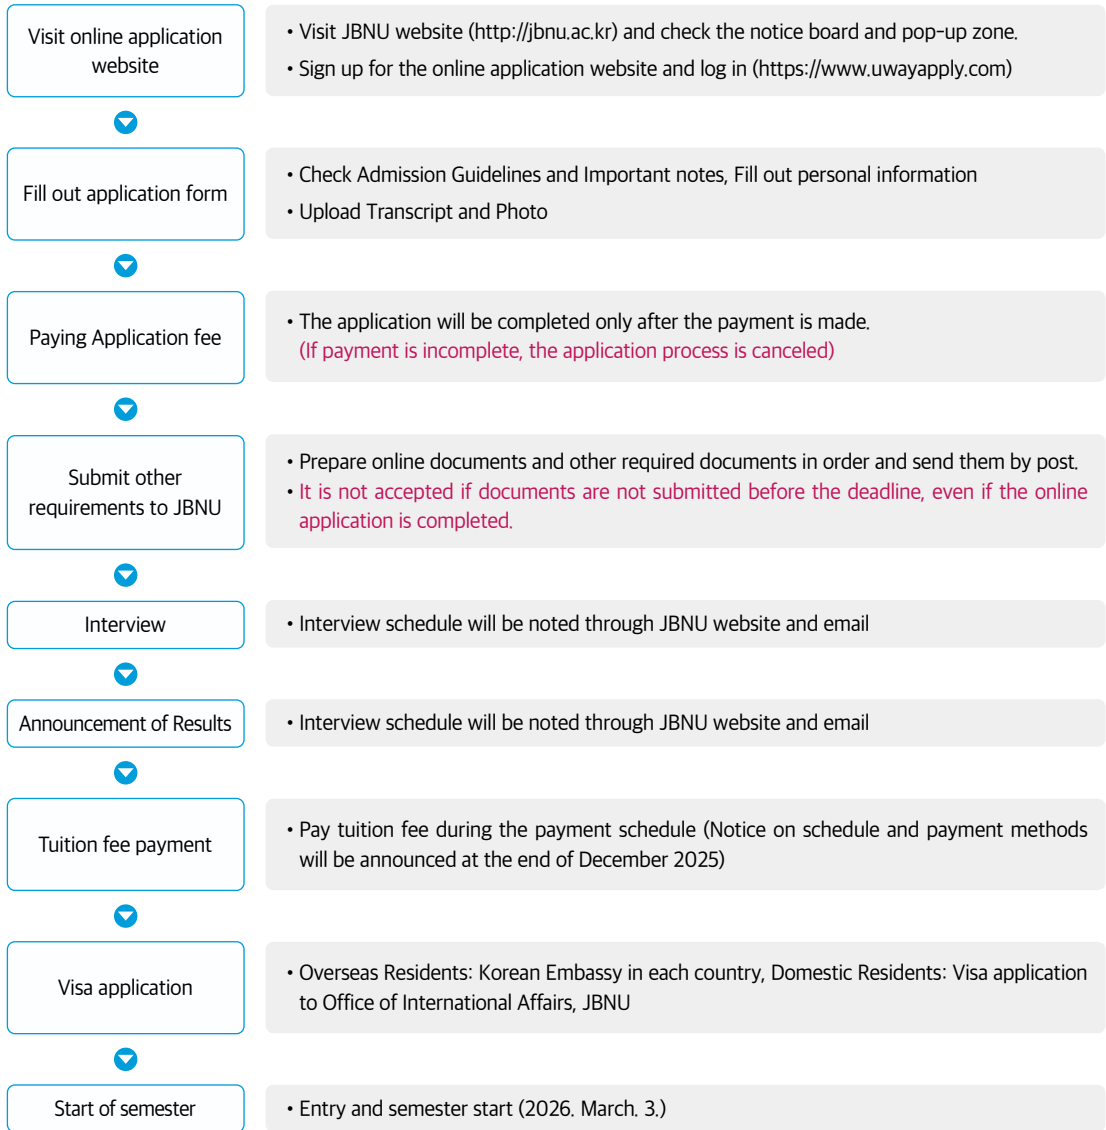 Visit online application
website
• Visit JBNU website (http://jbnu.ac.kr) and check the notice board and pop-up zone.
• Sign up for the online application website and log in (https://www.uwayapply.com)
Fill out application form
• Check Admission Guidelines and Important notes, Fill out personal information
• Upload Transcript and Photo
Paying Application fee
• The application will be completed only after the payment is made.
(If payment is incomplete, the application process is canceled)
Submit other
requirements to JBNU
• Prepare online documents and other required documents in order and send them by post.
• It is not accepted if documents are not submitted before the deadline, even if the online
application is completed.
Interview
• Interview schedule will be noted through JBNU website and email
Announcement of Results
• Interview schedule will be noted through JBNU website and email
Tuition fee payment
• Pay tuition fee during the payment schedule (Notice on schedule and payment methods
will be announced at the end of December 2025)
Visa application
• Overseas Residents: Korean Embassy in each country, Domestic Residents: Visa application
to Office of International Affairs, JBNU
Start of semester
• Entry and semester start (2026. March. 3.)